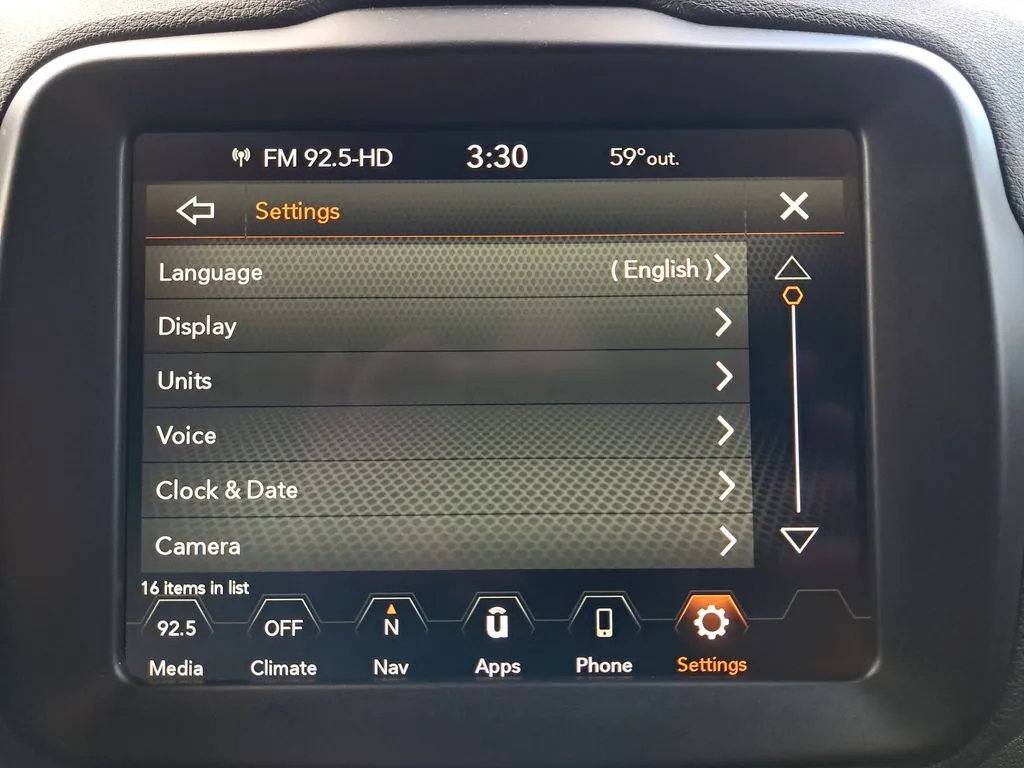 FM 92.5-HD 3:30 59°out.
Settings
Language (English)
Display
Units
Voice
Clock & Date
Camera
16 items in list
92.5 OFF N u
Media Climate Nav Apps Phone Settings